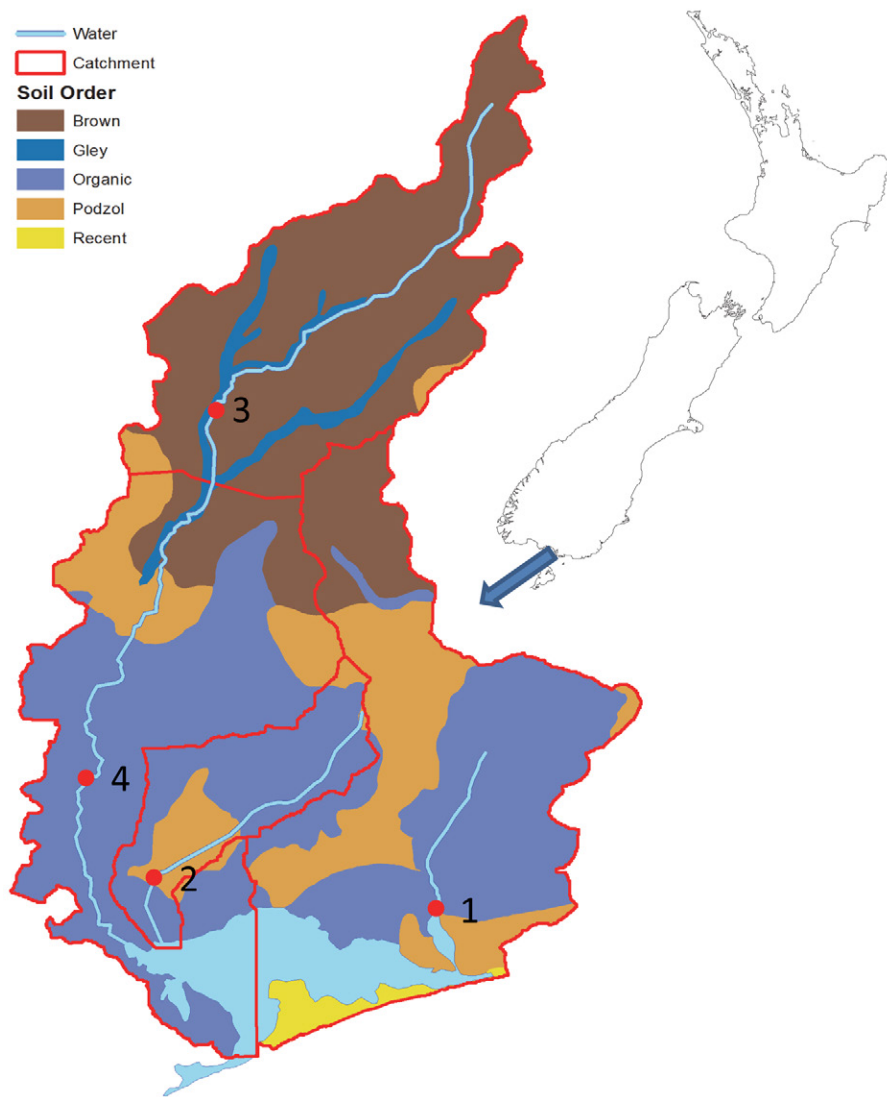 Water
Catchment
Soil Order
Brown
Gley
Organic
Podzol
Recent
3
4
2
1